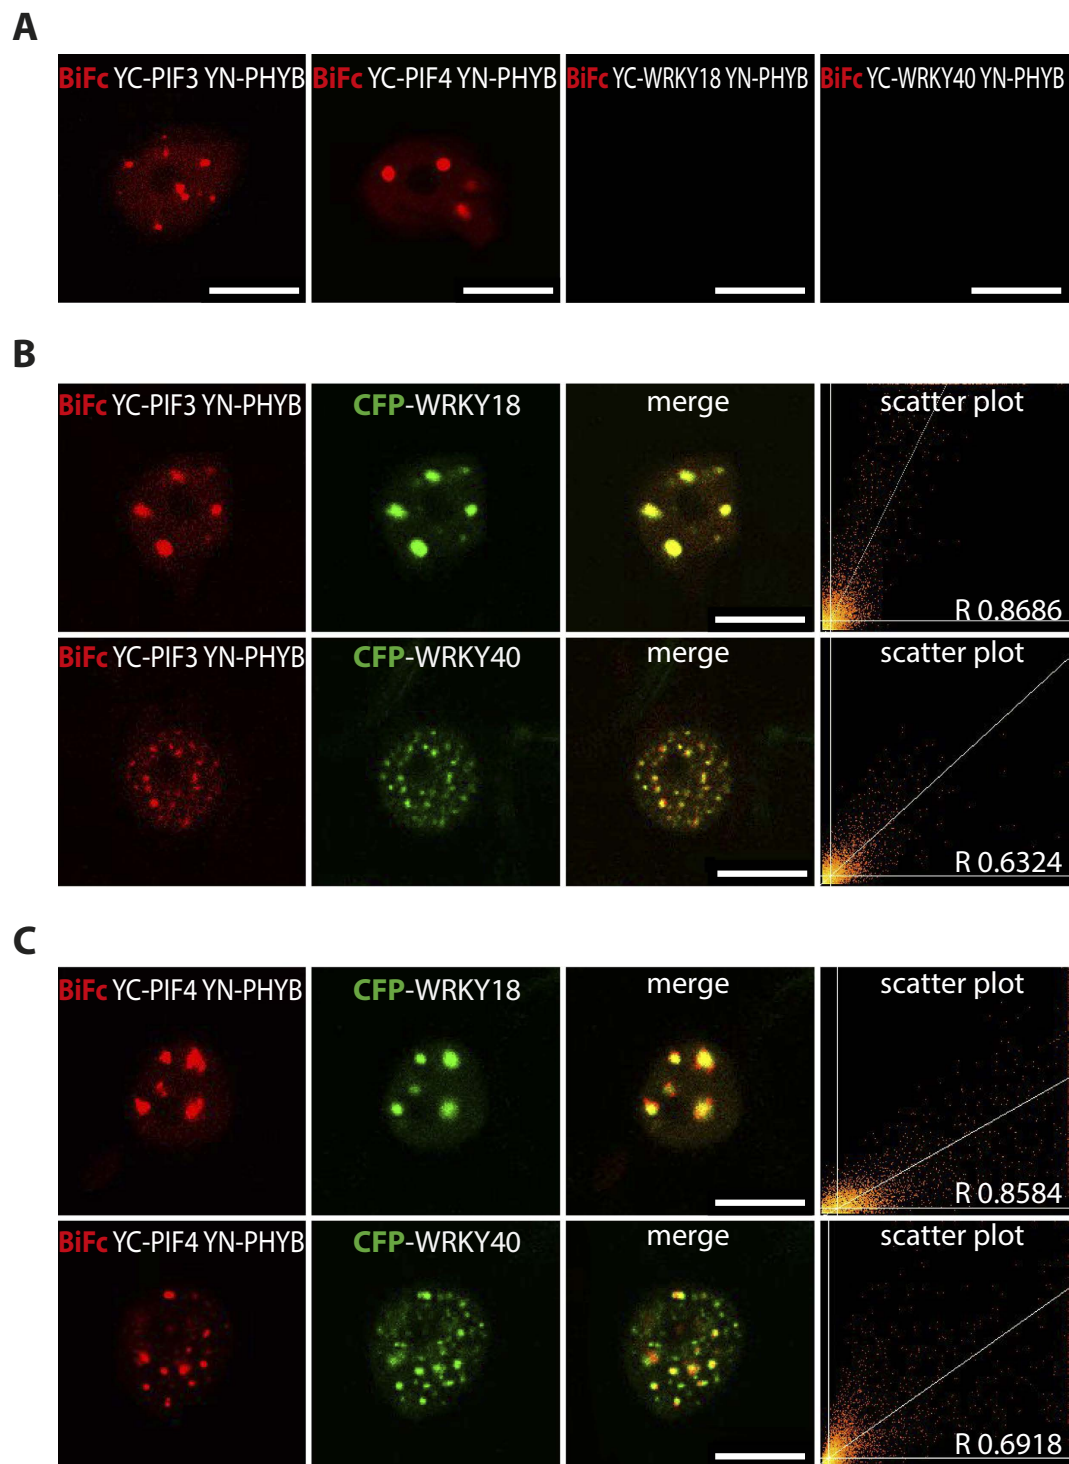 A
BiFc YC-PIF3 YN-PHYB
BiFc YC-PIF4 YN-PHYB
BiFc YC-WRKY18 YN-PHYB
BiFc YC-WRKY40 YN-PHYB
B
BiFc YC-PIF3 YN-PHYB
CFP-WRKY18
merge
scatter plot
R 0.8686
BiFc YC-PIF3 YN-PHYB
CFP-WRKY40
merge
scatter plot
R 0.6324
C
BiFc YC-PIF4 YN-PHYB
CFP-WRKY18
merge
scatter plot
R 0.8584
BiFc YC-PIF4 YN-PHYB
CFP-WRKY40
merge
scatter plot
R 0.6918